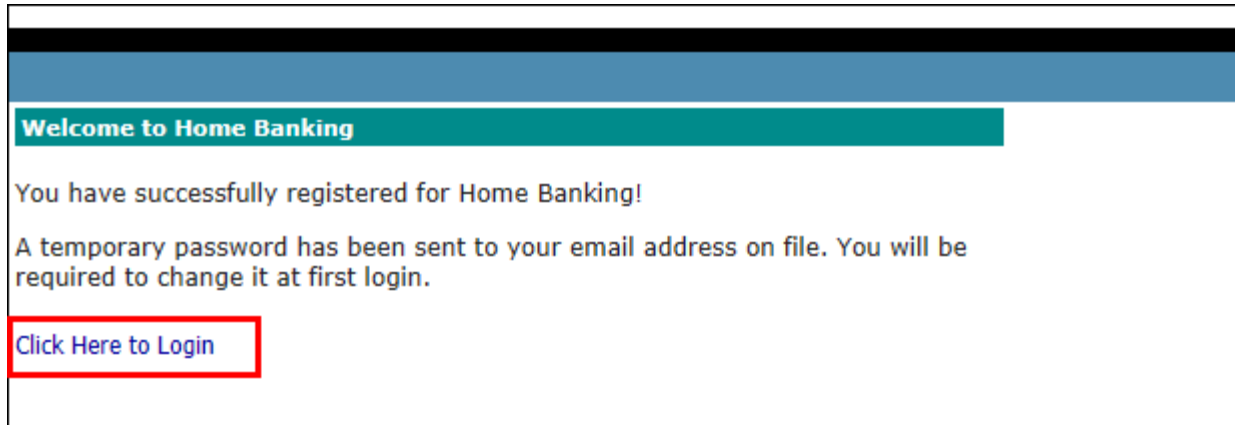 Welcome to Home Banking
You have successfully registered for Home Banking!
A temporary password has been sent to your email address on file. You will be
required to change it at first login.
Click Here to Login